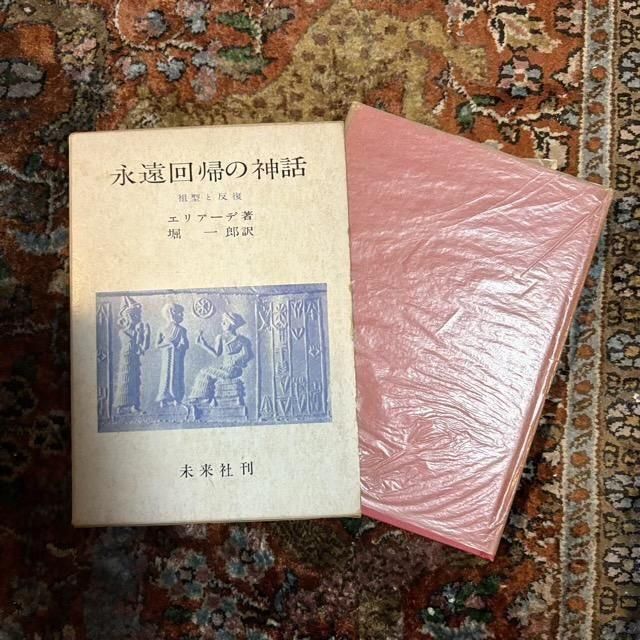 永遠回帰の神話
祖型と反復
エリアーデ著
堀一郎訳
未来社刊